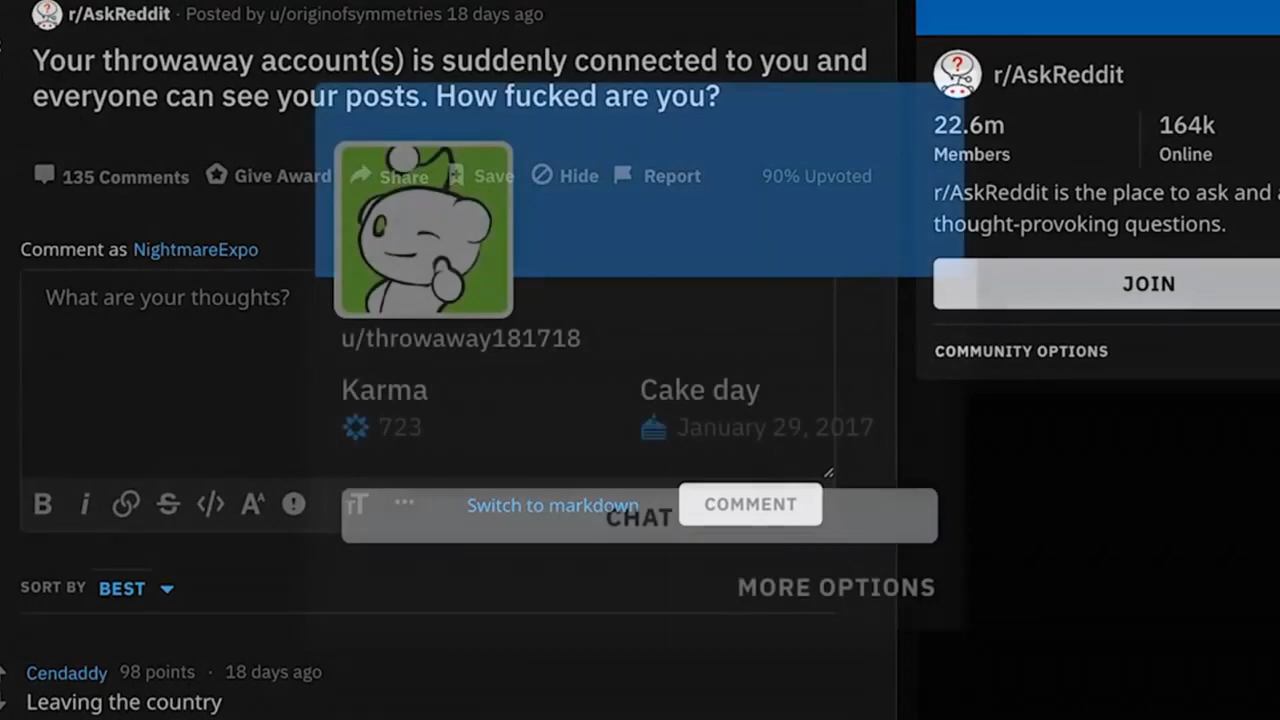 r/AskReddit · Posted by u/originofsymmetries 18 days ago
Your throwaway account(s) is suddenly connected to you and
everyone can see your posts. How fucked are you?
135 Comments Give Award Share Save Hide Report 90% Upvoted
Comment as NightmareExpo
What are your thoughts?
u/throwaway181718
Karma Cake day
723 January 29, 2017
B i S </> A^ TT ... Switch to markdown COMMENT
CHAT
MORE OPTIONS
SORT BY BEST
Cendaddy 98 points · 18 days ago
Leaving the country
r/AskReddit
22.6m 164k
Members Online
r/AskReddit is the place to ask and a
thought-provoking questions.
JOIN
COMMUNITY OPTIONS